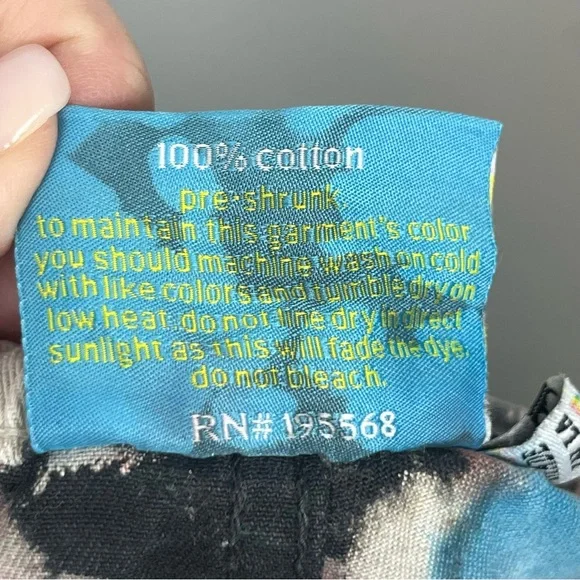 100% cotton
pre-shrunk
to maintain this garment's color
you should machine wash on cold
with like colors and tumble dry on
low heat. do not line dry in direct
sunlight as this will fade the dye.
do not bleach.
RN# 195568